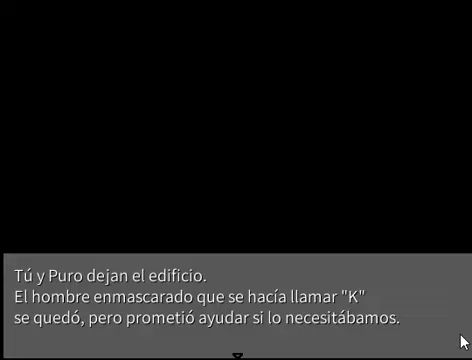 Tú y Puro dejan el edificio.
El hombre enmascarado que se hacía llamar "K"
se quedó, pero prometió ayudar si lo necesitábamos.